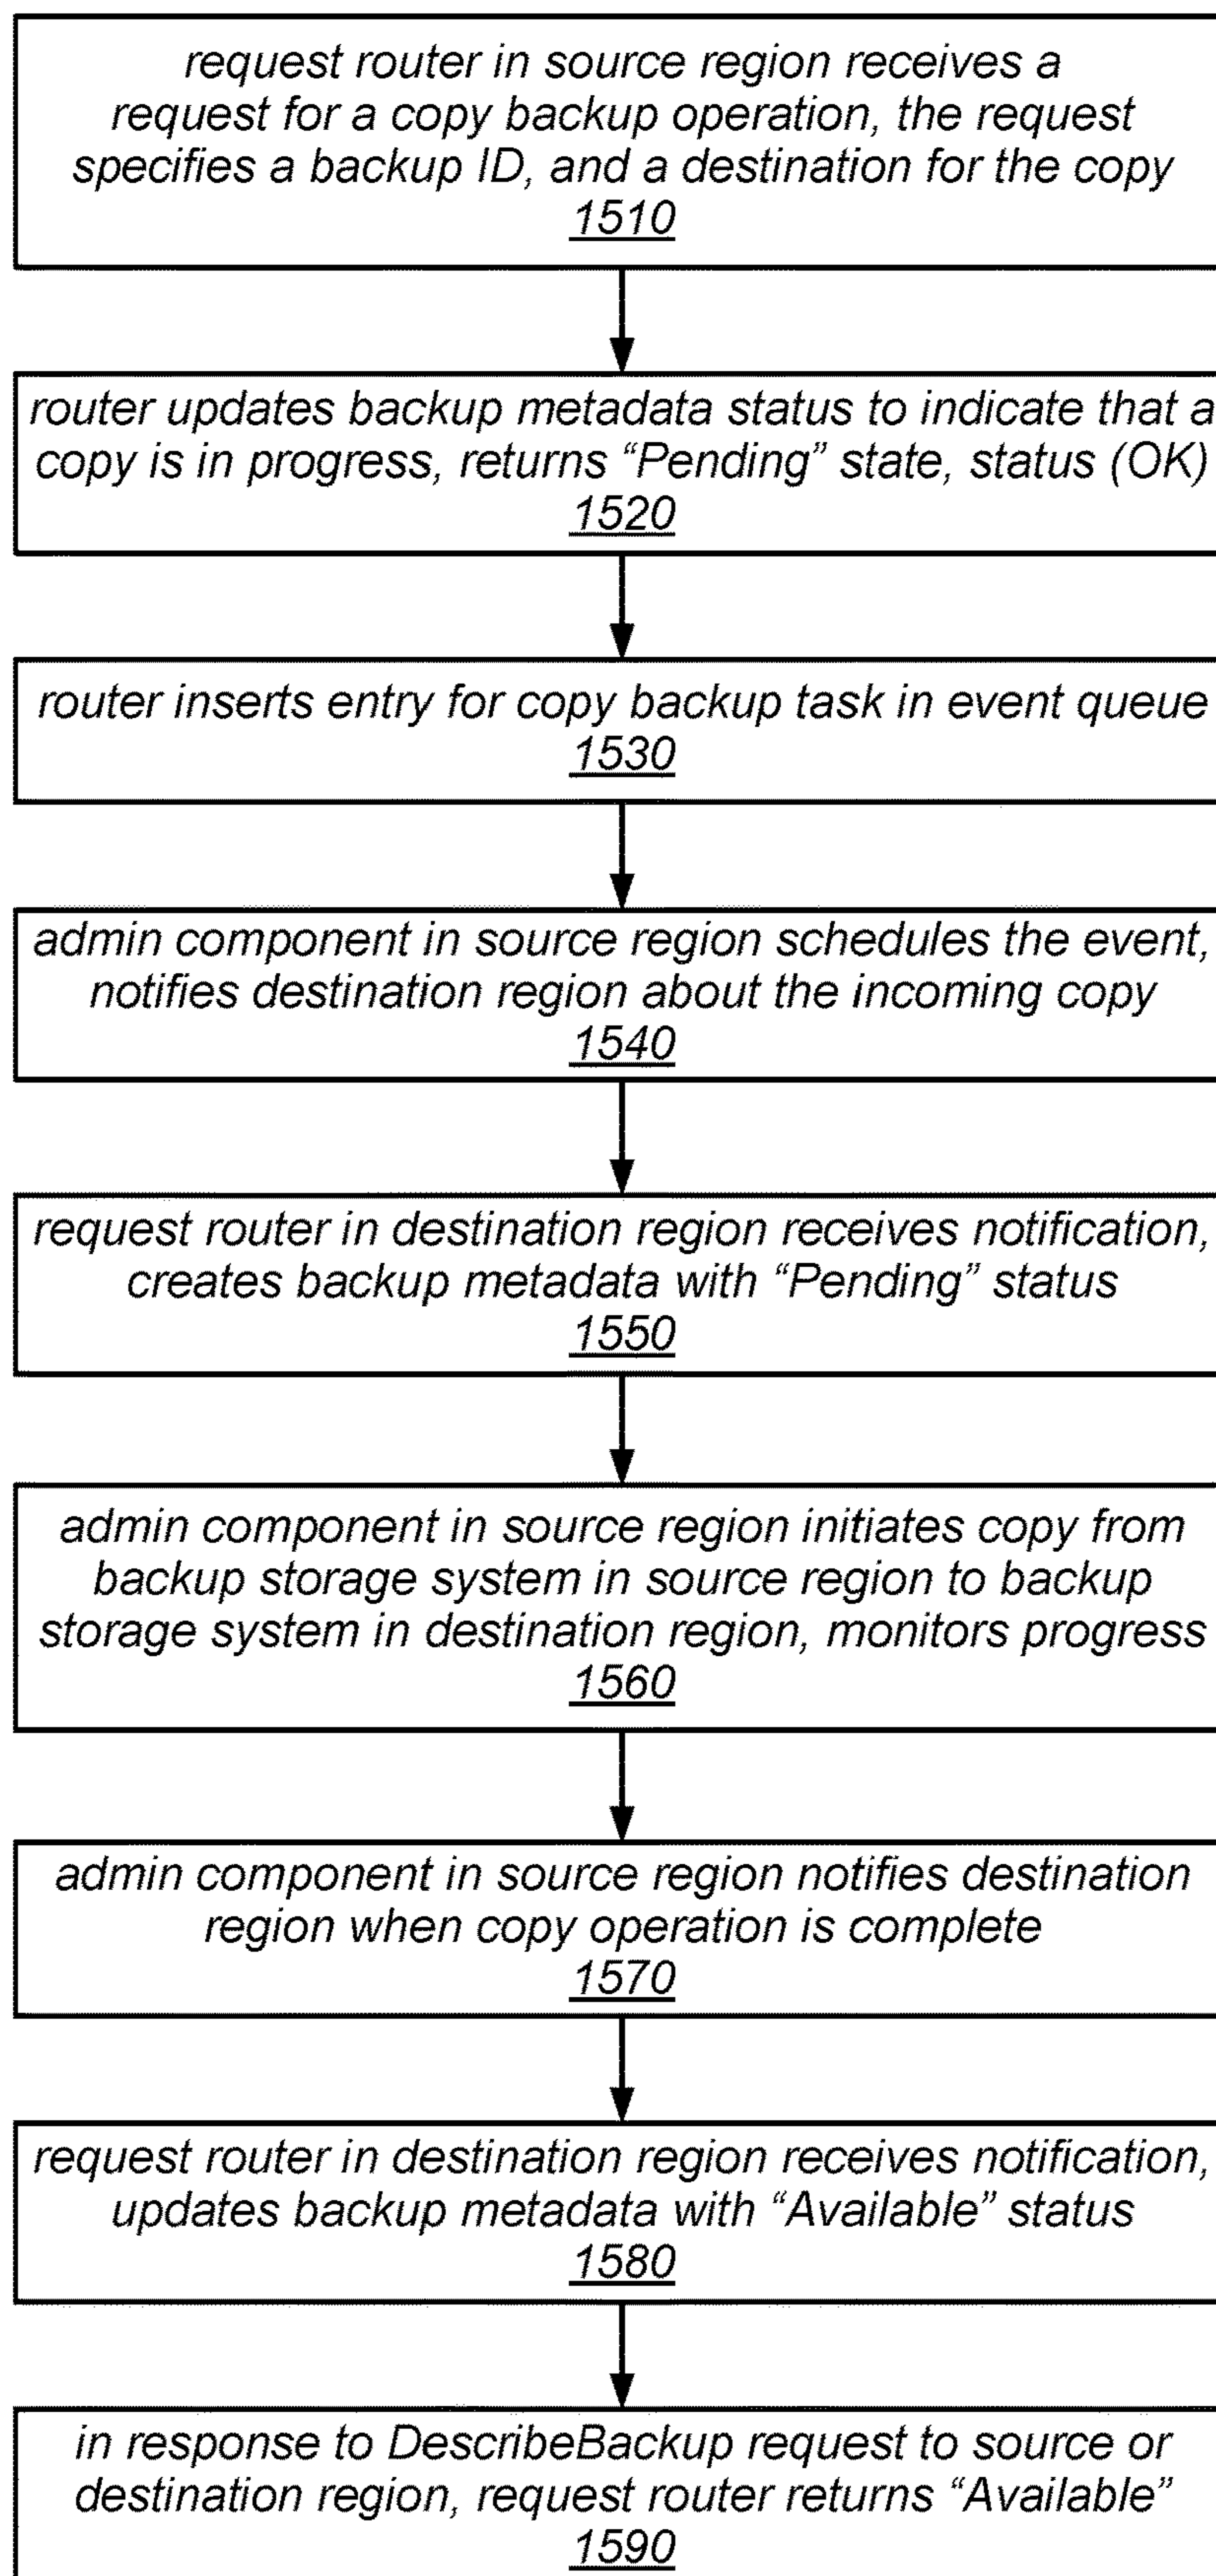 request router in source region receives a
request for a copy backup operation, the request
specifies a backup ID, and a destination for the copy
1510
router updates backup metadata status to indicate that a
copy is in progress, returns “Pending” state, status (OK)
1520
router inserts entry for copy backup task in event queue
1530
admin component in source region schedules the event,
notifies destination region about the incoming copy
1540
request router in destination region receives notification,
creates backup metadata with “Pending” status
1550
admin component in source region initiates copy from
backup storage system in source region to backup
storage system in destination region, monitors progress
1560
admin component in source region notifies destination
region when copy operation is complete
1570
request router in destination region receives notification,
updates backup metadata with “Available” status
1580
in response to DescribeBackup request to source or
destination region, request router returns “Available”
1590